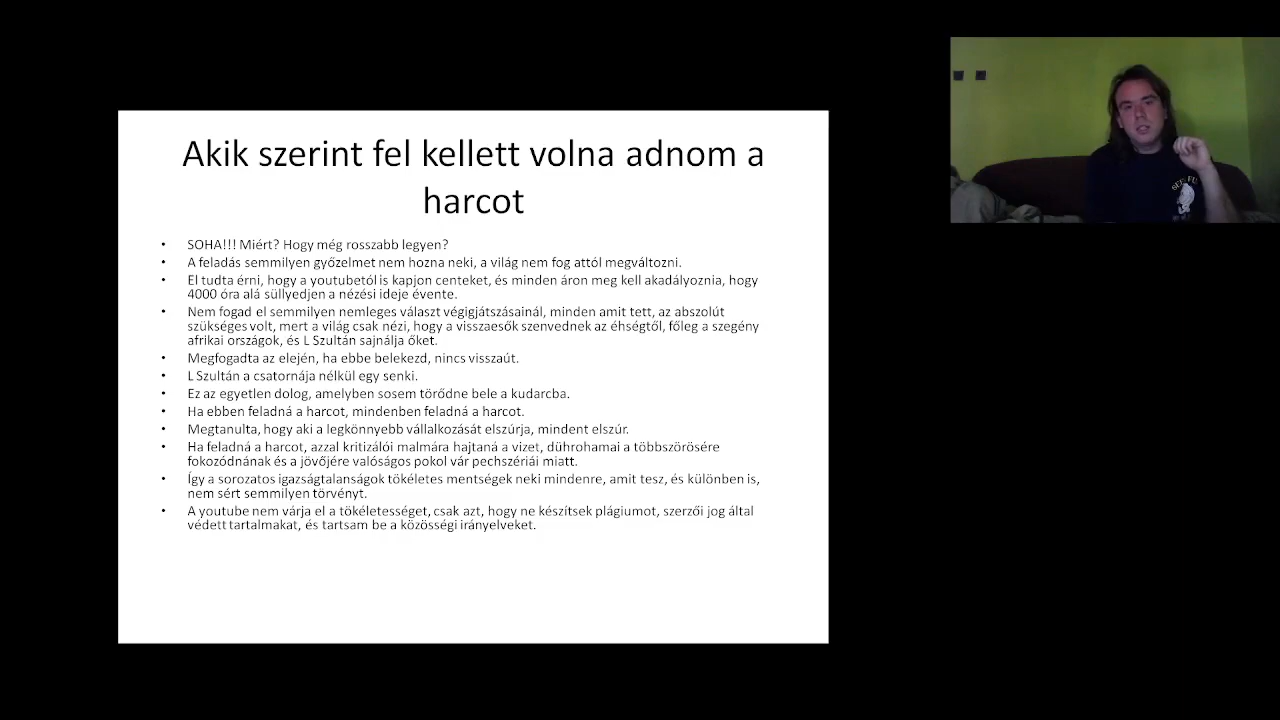 Akik szerint fel kellett volna adnom a
harcot
• SOHA!!! Miért? Hogy még rosszabb legyen?
• A feladás semmilyen győzelmet nem hozna neki, a világ nem fog attól megváltozni.
• El tudta érni, hogy a youtubetól is kapjon centeket, és minden áron meg kell akadályoznia, hogy
4000 óra alá süllyedjen a nézési ideje évente.
• Nem fogad el semmilyen nemleges választ végigjátszásainál, minden amit tett, az abszolút
szükséges volt, mert a világ csak nézi, hogy a visszaesők szenvednek az éhségtől, főleg a szegény
afrikai országok, és L Szultán sajnálja őket.
• Megfogadta az elején, ha ebbe belekezd, nincs visszaút.
• L Szultán a csatornája nélkül egy senki.
• Ez az egyetlen dolog, amelyben sosem törődne bele a kudarcba.
• Ha ebben feladná a harcot, mindenben feladná a harcot.
• Megtanulta, hogy aki a legkönnyebb vállalkozását elszúrja, mindent elszúr.
• Ha feladná a harcot, azzal kritizálói malmára hajtaná a vizet, dührohamai a többszörösére
fokozódnának és a jövőjére valóságos pokol vár pechszériái miatt.
• Így a sorozatos igazságtalanságok tökéletes mentségek neki mindenre, amit tesz, és különben is,
nem sért semmilyen törvényt.
• A youtube nem várja el a tökéletességet, csak azt, hogy ne készítsek plágiumot, szerzői jog által
védett tartalmakat, és tartsam be a közösségi irányelveket.